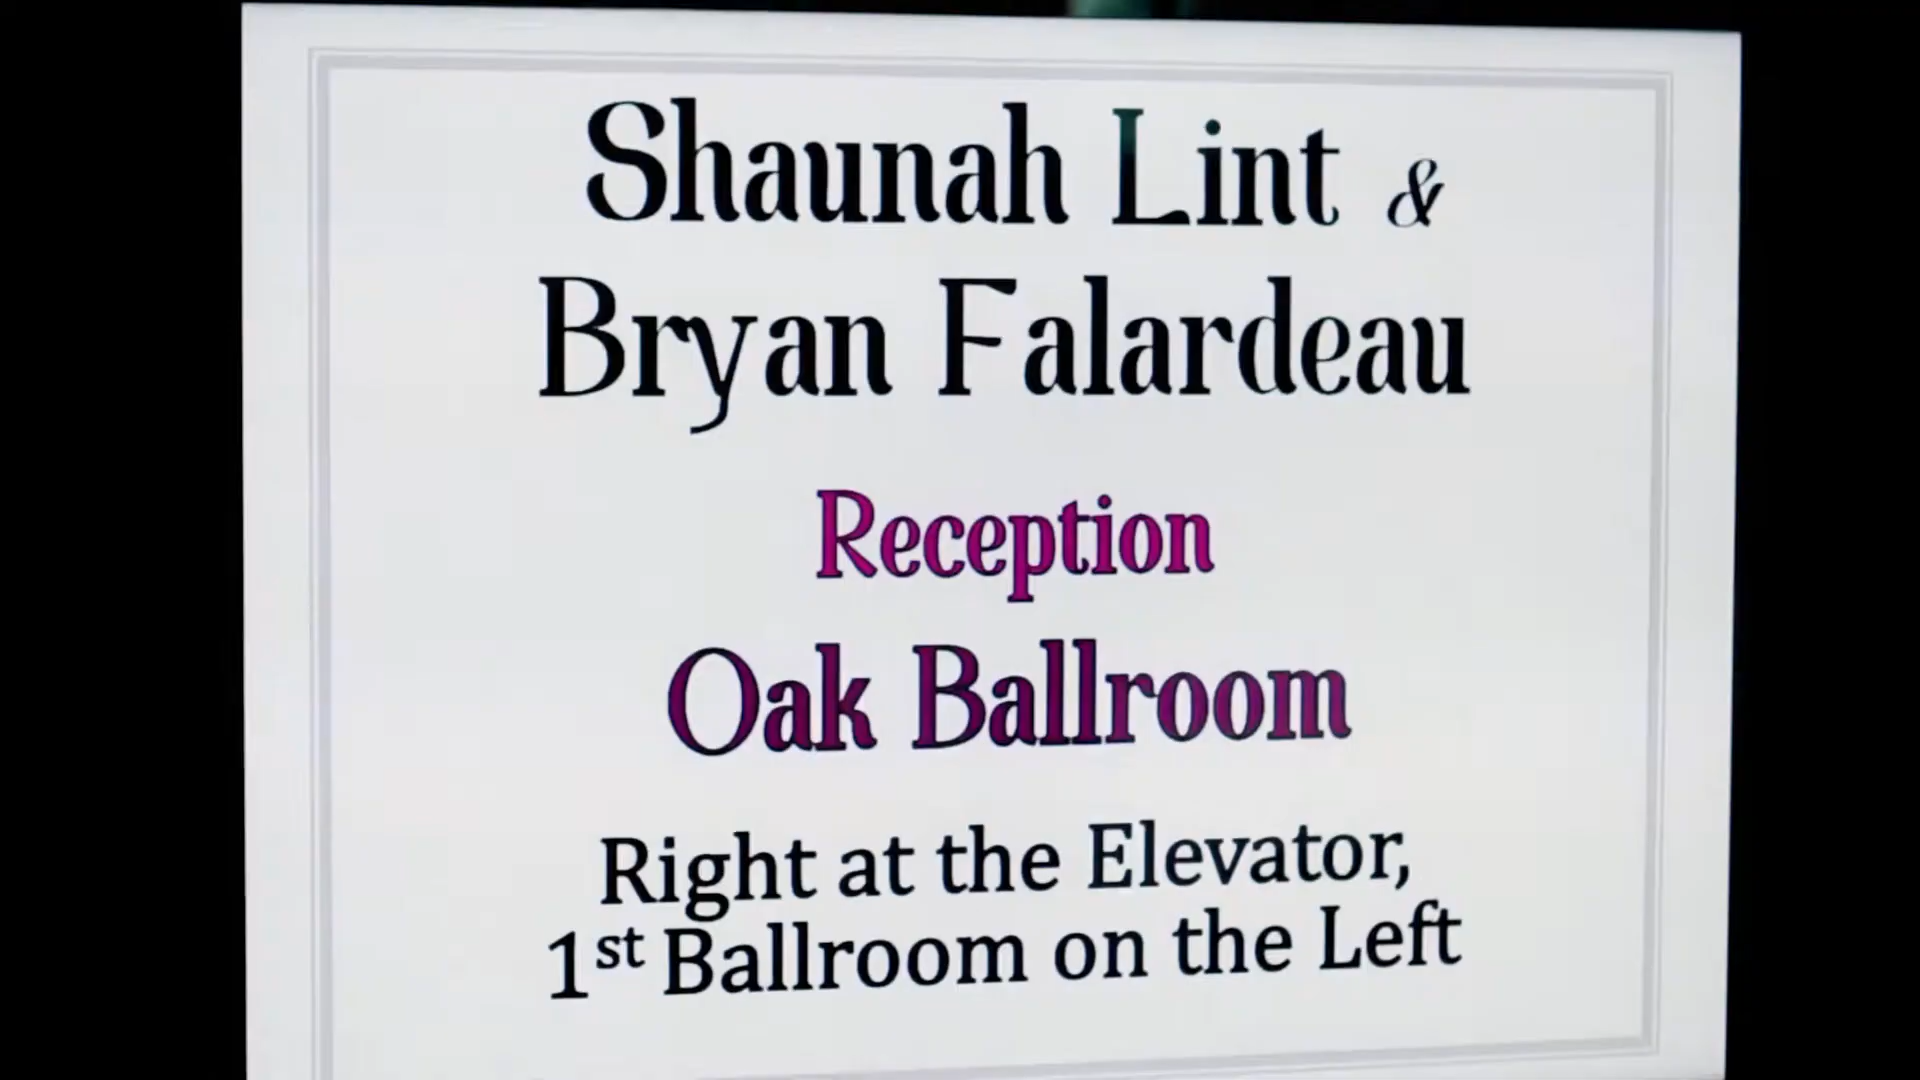 Shaunah Lint &
Bryan Falardeau
Reception
Oak Ballroom
Right at the Elevator,
1st Ballroom on the Left